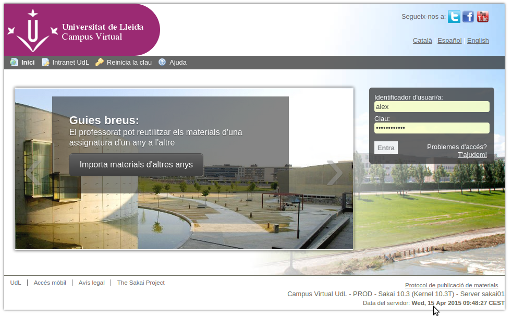 Universitat de Lleida
Campus Virtual
Segueix-nos a:
Català Español English
Inici Intranet UdL Reinicia la clau Ajuda
Guies breus:
El professorat pot reutilitzar els materials d'una
assignatura d'un any a l'altre
Importa materials d'altres anys
Identificador d'usuari/a:
alex
Clau:
Entra
Problemes d'accés?
T'ajudem!
UdL | Accés mòbil | Avís legal | The Sakai Project
Protocol de publicació de materials
Campus Virtual UdL - PROD - Sakai 10.3 (Kernel 10.3T) - Server sakai01
Data del servidor: Wed, 15 Apr 2015 09:48:27 CEST